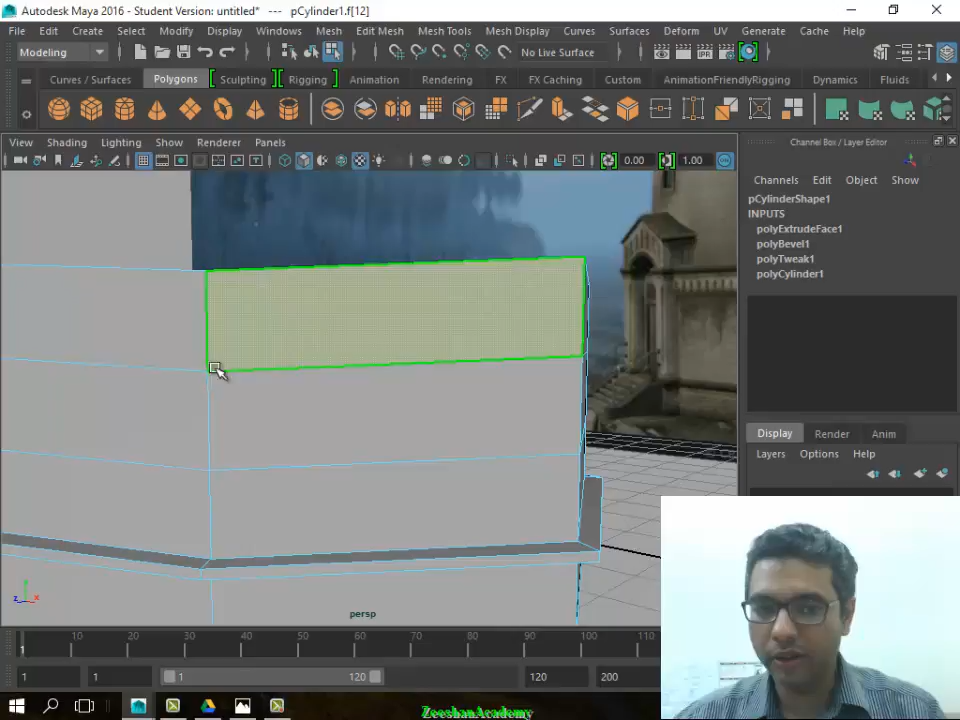 Autodesk Maya 2016 - Student Version: untitled*   ---   pCylinder1.f[12]
File Edit Create Select Modify Display Windows Mesh Edit Mesh Mesh Tools Mesh Display Curves Surfaces Deform UV Generate Cache Help
Modeling No Live Surface
Curves / Surfaces Polygons Sculpting Rigging Animation Rendering FX FX Caching Custom AnimationFriendlyRigging Dynamics Fluids
View Shading Lighting Show Renderer Panels
Channel Box / Layer Editor
0.00 1.00
Channels Edit Object Show
pCylinderShape1
INPUTS
polyExtrudeFace1
polyBevel1
polyTweak1
polyCylinder1
Display Render Anim
Layers Options Help
z x
persp
10 20 30 40 50 60 70 80 90 100 110
1
1 1 1 120 120 200
ZeeshanAcademy